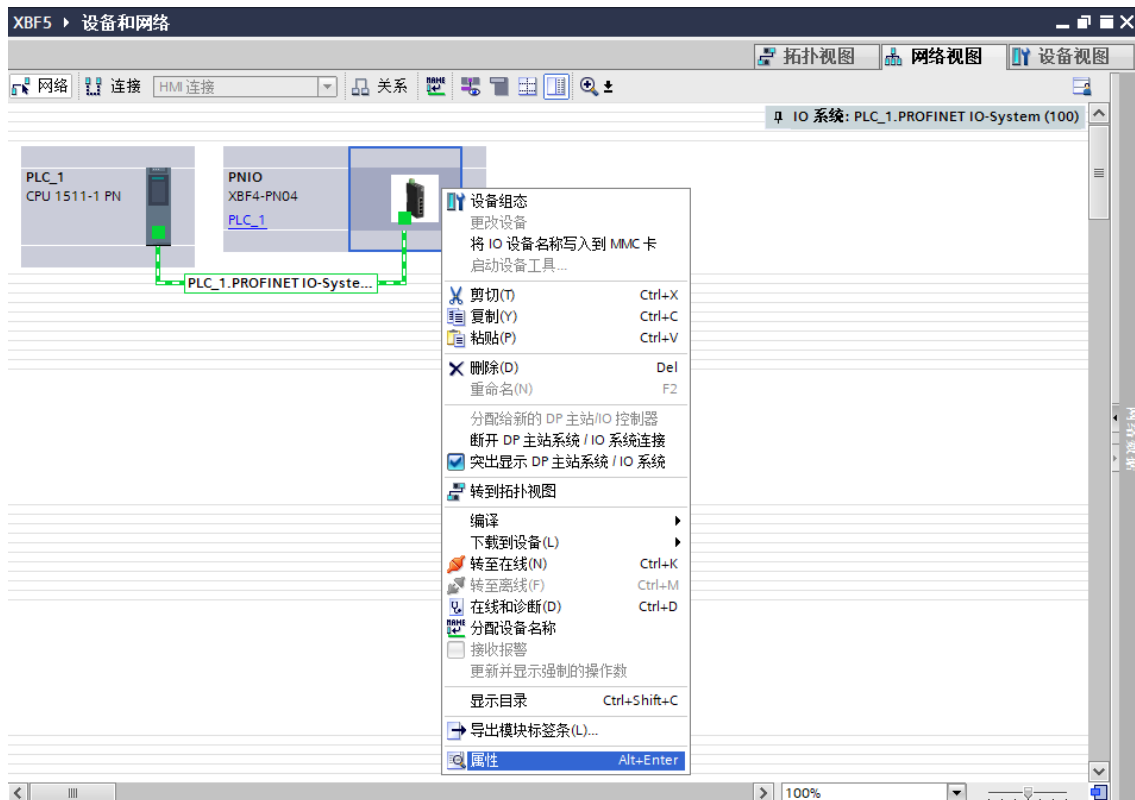 XBF5 ▸ 设备和网络
拓扑视图 网络视图 设备视图
网络 连接 HMI 连接 关系
IO 系统: PLC_1.PROFINET IO-System (100)
PLC_1
CPU 1511-1 PN
PNIO
XBF4-PN04
PLC_1
PLC_1.PROFINET IO-Syste...
设备组态
更改设备
将 IO 设备名称写入到 MMC 卡
启动设备工具...
剪切(T) Ctrl+X
复制(Y) Ctrl+C
粘贴(P) Ctrl+V
删除(D) Del
重命名(N) F2
分配给新的 DP 主站/IO 控制器
断开 DP 主站系统 / IO 系统连接
突出显示 DP 主站系统 / IO 系统
转到拓扑视图
编译
下载到设备(L)
转至在线(N) Ctrl+K
转至离线(F) Ctrl+M
在线和诊断(D) Ctrl+D
分配设备名称
接收报警
更新并显示强制的操作数
显示目录 Ctrl+Shift+C
导出模块标签条(L)...
属性 Alt+Enter
网络数据
100%